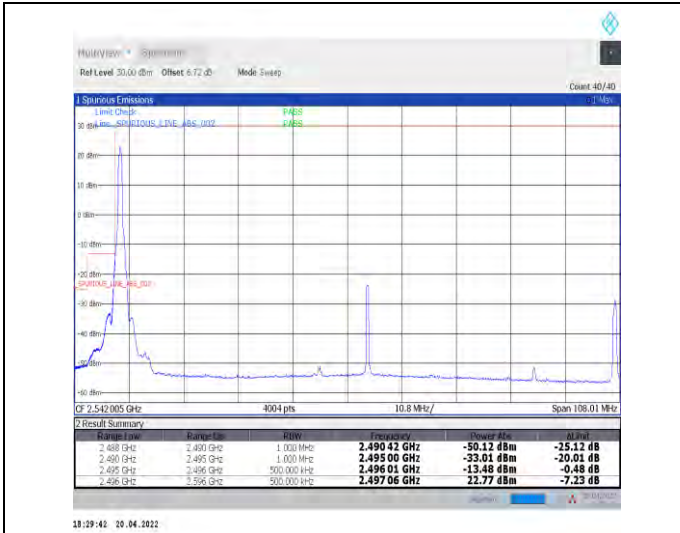 MultiView
Spectrum
Ref Level 30.00 dBm Offset 6.72 dB Mode Sweep
Count 40/40
1 Spurious Emissions
Limit Check PASS
Line _SPURIOUS_LINE_ABS_002 PASS
30 dBm
20 dBm
10 dBm
0 dBm
-10 dBm
-20 dBm
_SPURIOUS_LINE_ABS_002
-30 dBm
-40 dBm
-50 dBm
-60 dBm
CF 2.542005 GHz 4004 pts 10.8 MHz/ Span 108.01 MHz
2 Result Summary
Range Low Range Up RBW Frequency Power Abs ΔLimit
2.488 GHz 2.490 GHz 1.000 MHz 2.490 42 GHz -50.12 dBm -25.12 dB
2.490 GHz 2.495 GHz 1.000 MHz 2.495 00 GHz -33.01 dBm -20.01 dB
2.495 GHz 2.496 GHz 500.000 kHz 2.496 01 GHz -13.48 dBm -0.48 dB
2.496 GHz 2.596 GHz 500.000 kHz 2.497 06 GHz 22.77 dBm -7.23 dB
18:29:42 20.04.2022